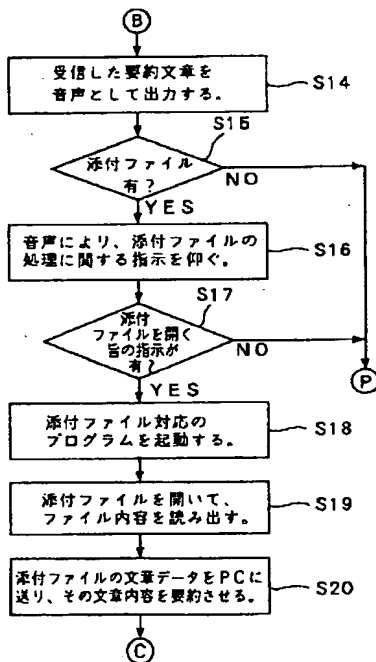 B
受信した要約文章を
音声として出力する。
S14
S15
添付ファイル
有?
NO
YES
音声により、添付ファイルの
処理に関する指示を仰ぐ。
S16
S17
添付
ファイルを開く
旨の指示が
有?
NO
P
YES
添付ファイル対応の
プログラムを起動する。
S18
添付ファイルを開いて、
ファイル内容を読み出す。
S19
添付ファイルの文章データをPCに
送り、その文章内容を要約させる。
S20
C